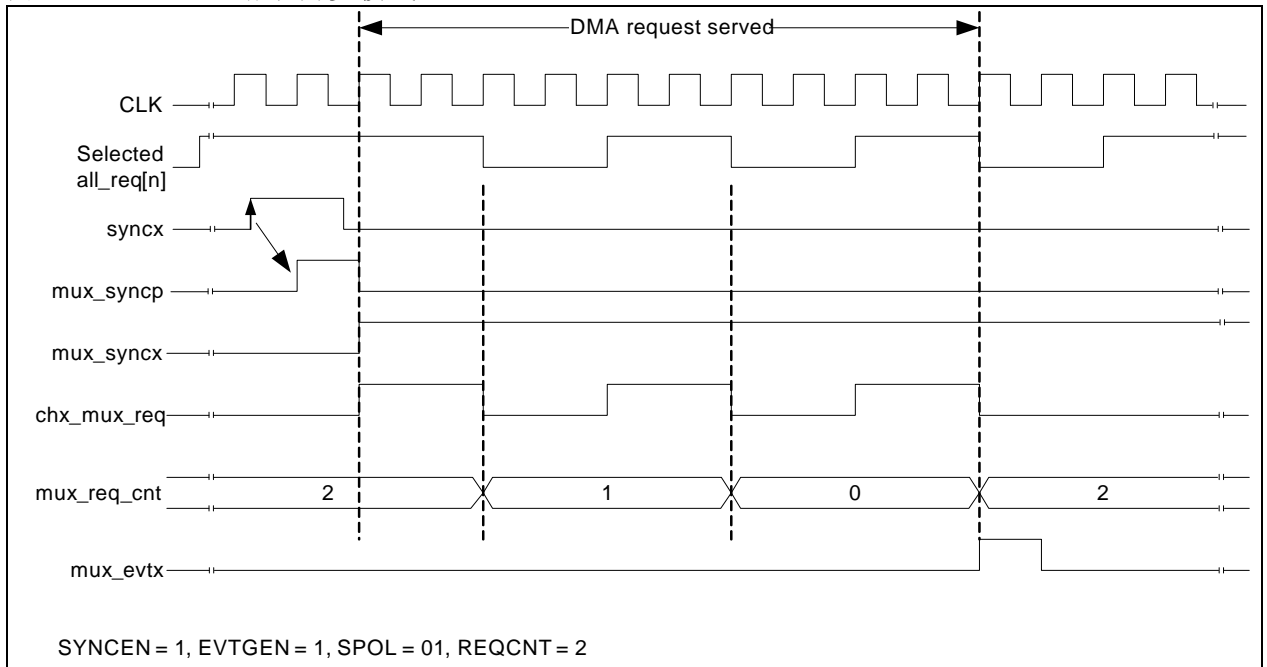 DMA request served
CLK
Selected
all_req[n]
syncx
mux_syncp
mux_syncx
chx_mux_req
mux_req_cnt
2
1
0
2
mux_evtx
SYNCEN = 1, EVTGEN = 1, SPOL = 01, REQCNT = 2